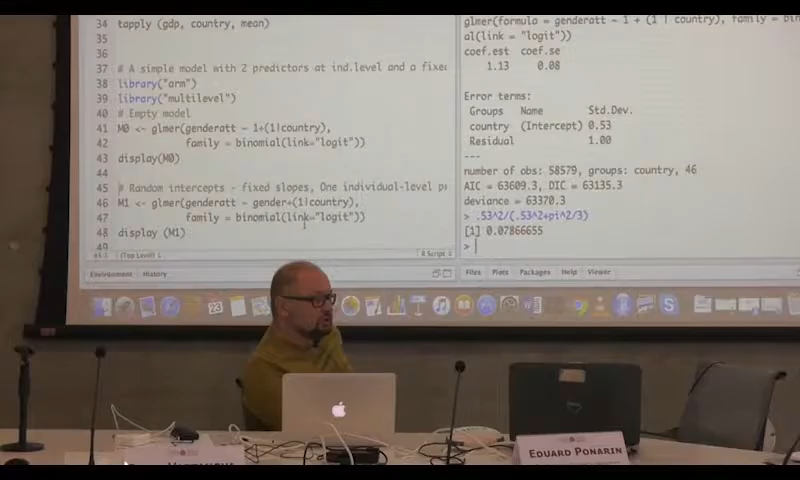 34 tapply (gdp, country, mean)
35
36
37 # A simple model with 2 predictors at ind.level and a fixe
38 library("arm")
39 library("multilevel")
40 # Empty model
41 M0 <- glmer(genderatt ~ 1+(1|country),
42 family = binomial(link="logit"))
43 display(M0)
44
45 # Random intercepts - fixed slopes, One individual-level p
46 M1 <- glmer(genderatt ~ gender+(1|country),
47 family = binomial(link="logit"))
48 display (M1)
49
(Top Level)
R Script
Environment History
glmer(formula = genderatt ~ 1 + (1 | country), family = bin
al(link = "logit"))
coef.est coef.se
1.13 0.08
Error terms:
Groups Name Std.Dev.
country (Intercept) 0.53
Residual 1.00
---
number of obs: 58579, groups: country, 46
AIC = 63609.3, DIC = 63135.3
deviance = 63370.3
> .53^2/(.53^2+pi^2/3)
[1] 0.07866655
>
Files Plots Packages Help Viewer
23
EDUARD PONARIN